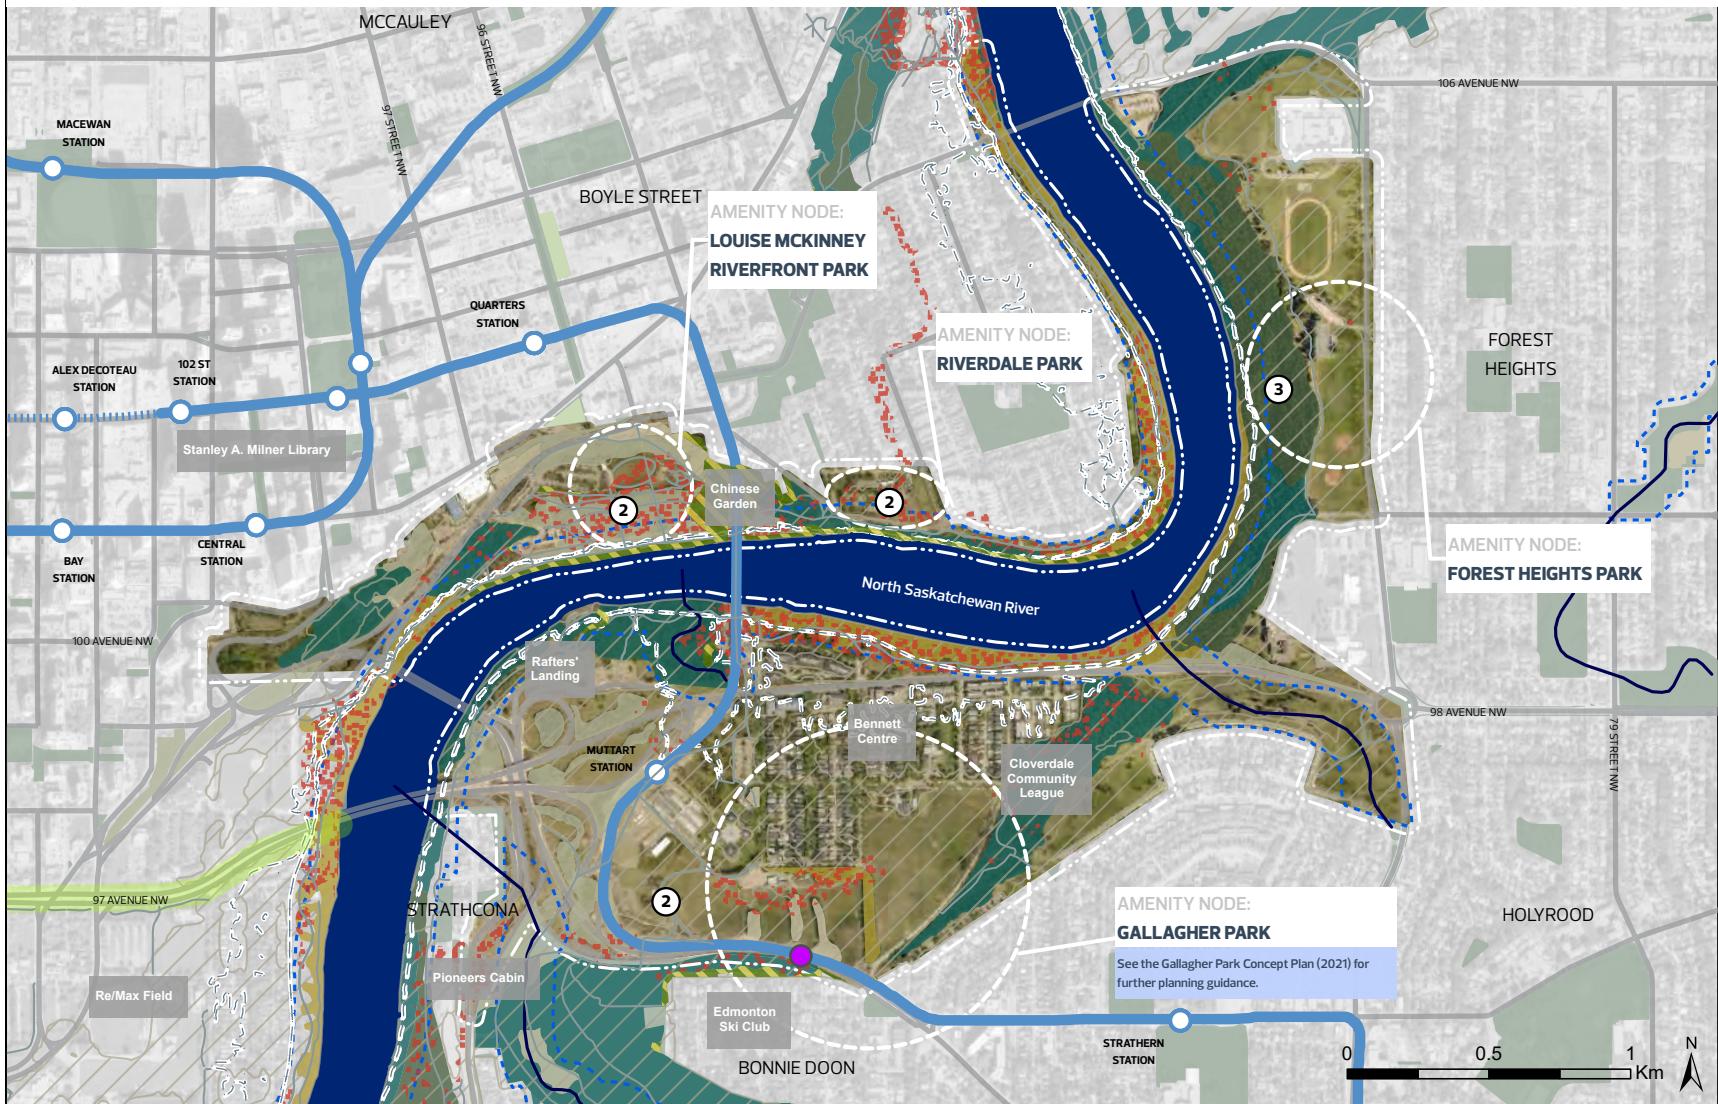 MCCAULEY
96 STREET NW
97 STREET NW
106 AVENUE NW
MACEWAN
STATION
BOYLE STREET
AMENITY NODE:
LOUISE MCKINNEY
RIVERFRONT PARK
QUARTERS
STATION
AMENITY NODE:
RIVERDALE PARK
FOREST
HEIGHTS
ALEX DECOTEAU
STATION
102 ST
STATION
3
Stanley A. Milner Library
Chinese
Garden
2
2
BAY
STATION
CENTRAL
STATION
AMENITY NODE:
FOREST HEIGHTS PARK
North Saskatchewan River
100 AVENUE NW
Rafters'
Landing
98 AVENUE NW
79 STREET NW
Bennett
Centre
MUTTART
STATION
Cloverdale
Community
League
97 AVENUE NW
STRATHCONA
2
AMENITY NODE:
GALLAGHER PARK
See the Gallagher Park Concept Plan (2021) for
further planning guidance.
HOLYROOD
Pioneers Cabin
Re/Max Field
Edmonton
Ski Club
BONNIE DOON
STRATHERN
STATION
0 0.5 1
Km
N